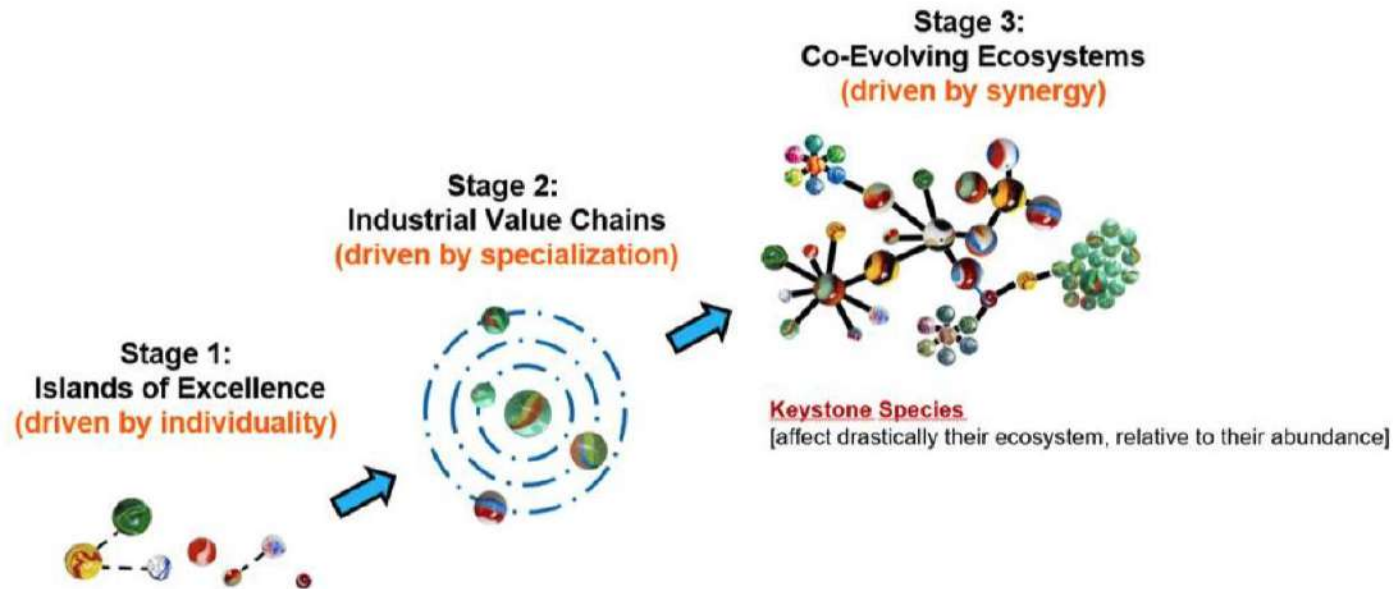 Stage 3:
Co-Evolving Ecosystems
(driven by synergy)
Stage 2:
Industrial Value Chains
(driven by specialization)
Stage 1:
Islands of Excellence
(driven by individuality)
Keystone Species
[affect drastically their ecosystem, relative to their abundance]